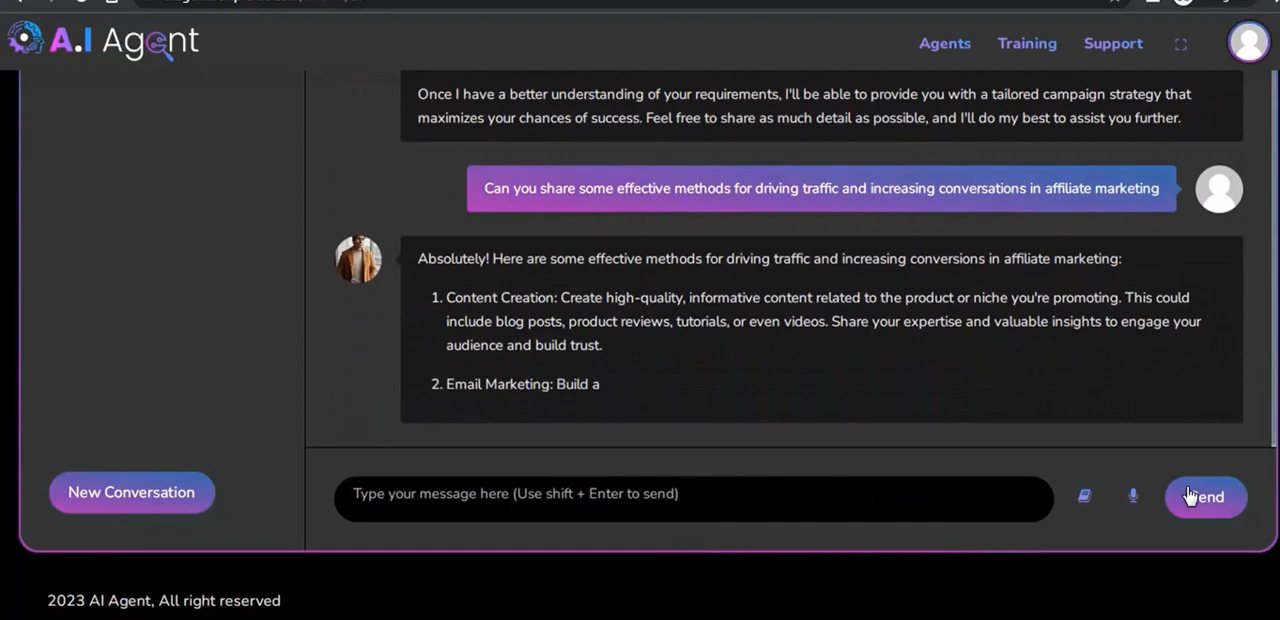 A.I Agent
Agents
Training
Support
Once I have a better understanding of your requirements, I'll be able to provide you with a tailored campaign strategy that
maximizes your chances of success. Feel free to share as much detail as possible, and I'll do my best to assist you further.
Can you share some effective methods for driving traffic and increasing conversations in affiliate marketing
Absolutely! Here are some effective methods for driving traffic and increasing conversions in affiliate marketing:
1. Content Creation: Create high-quality, informative content related to the product or niche you're promoting. This could
include blog posts, product reviews, tutorials, or even videos. Share your expertise and valuable insights to engage your
audience and build trust.
2. Email Marketing: Build a
New Conversation
Type your message here (Use shift + Enter to send)
Send
2023 AI Agent, All right reserved